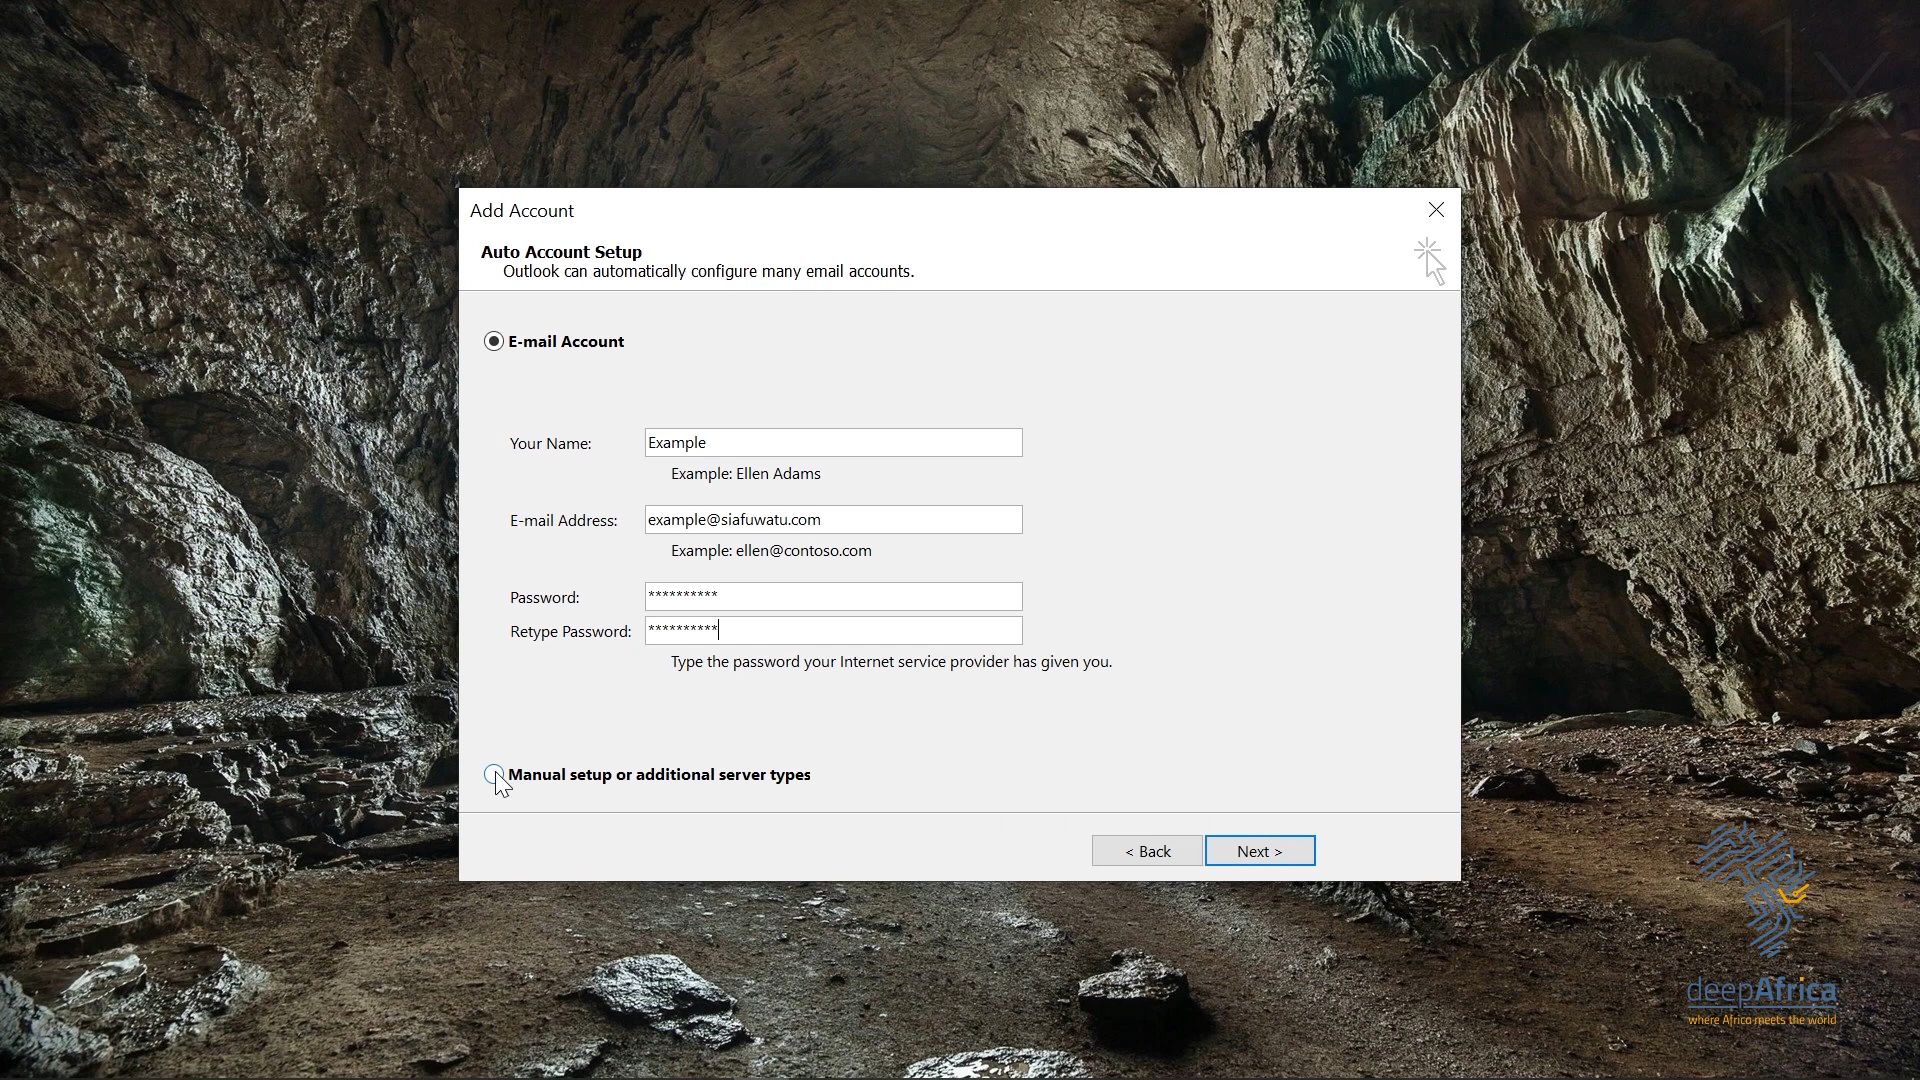 Add Account
Auto Account Setup
Outlook can automatically configure many email accounts.
E-mail Account
Your Name: Example
Example: Ellen Adams
E-mail Address: example@siafuwatu.com
Example: ellen@contoso.com
Password: **********
Retype Password: **********
Type the password your Internet service provider has given you.
Manual setup or additional server types
< Back Next >
deepAfrica
where Africa meets the world